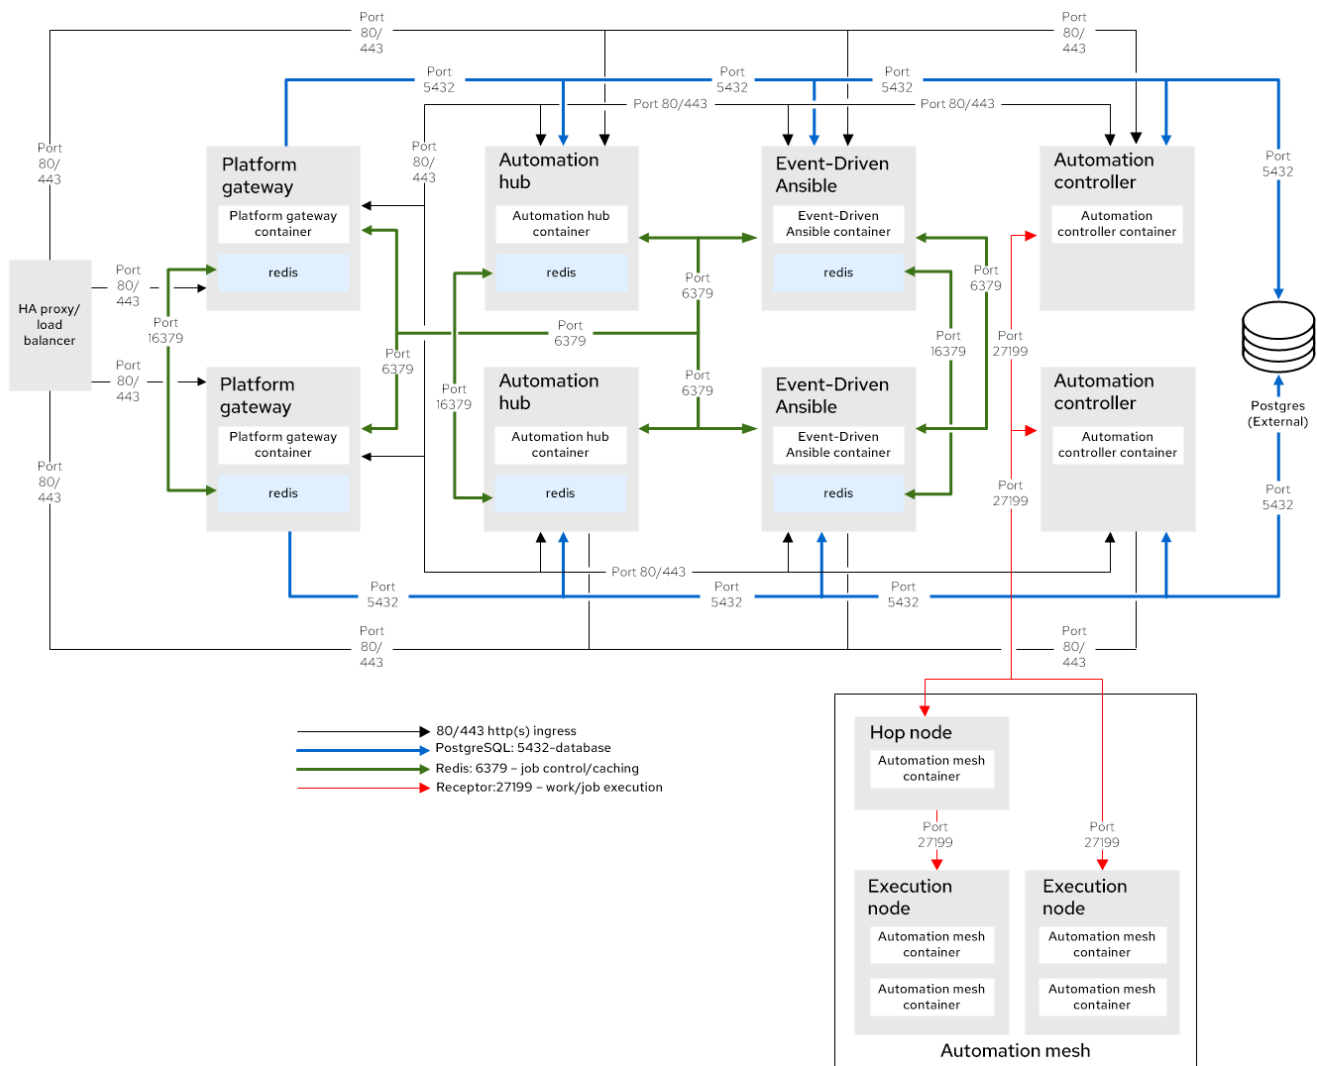 Port
80/
443
Port
80/
443
Port
5432
Port
5432
Port
5432
Port 80/443
Port 80/443
Port
80/
443
Port
80/
443
Port
5432
Platform
gateway
Platform gateway
container
redis
Automation
hub
Automation hub
container
redis
Event-Driven
Ansible
Event-Driven
Ansible container
redis
Automation
controller
Automation
controller container
HA proxy/
load
balancer
Port
80/
443
Port
16379
Port
6379
Port
6379
Port
6379
Port
6379
Port
16379
Port
27199
Port
80/
443
Port
6379
Port
16379
Platform
gateway
Platform gateway
container
redis
Automation
hub
Automation hub
container
redis
Event-Driven
Ansible
Event-Driven
Ansible container
redis
Automation
controller
Automation
controller container
Postgres
(External)
Port
80/
443
Port
27199
Port
5432
Port 80/443
Port
5432
Port
5432
Port
5432
Port
80/
443
Port
80/
443
80/443 http(s) ingress
PostgreSQL: 5432-database
Redis: 6379 – job control/caching
Receptor:27199 – work/job execution
Hop node
Automation mesh
container
Port
27199
Port
27199
Execution
node
Automation mesh
container
Automation mesh
container
Execution
node
Automation mesh
container
Automation mesh
container
Automation mesh